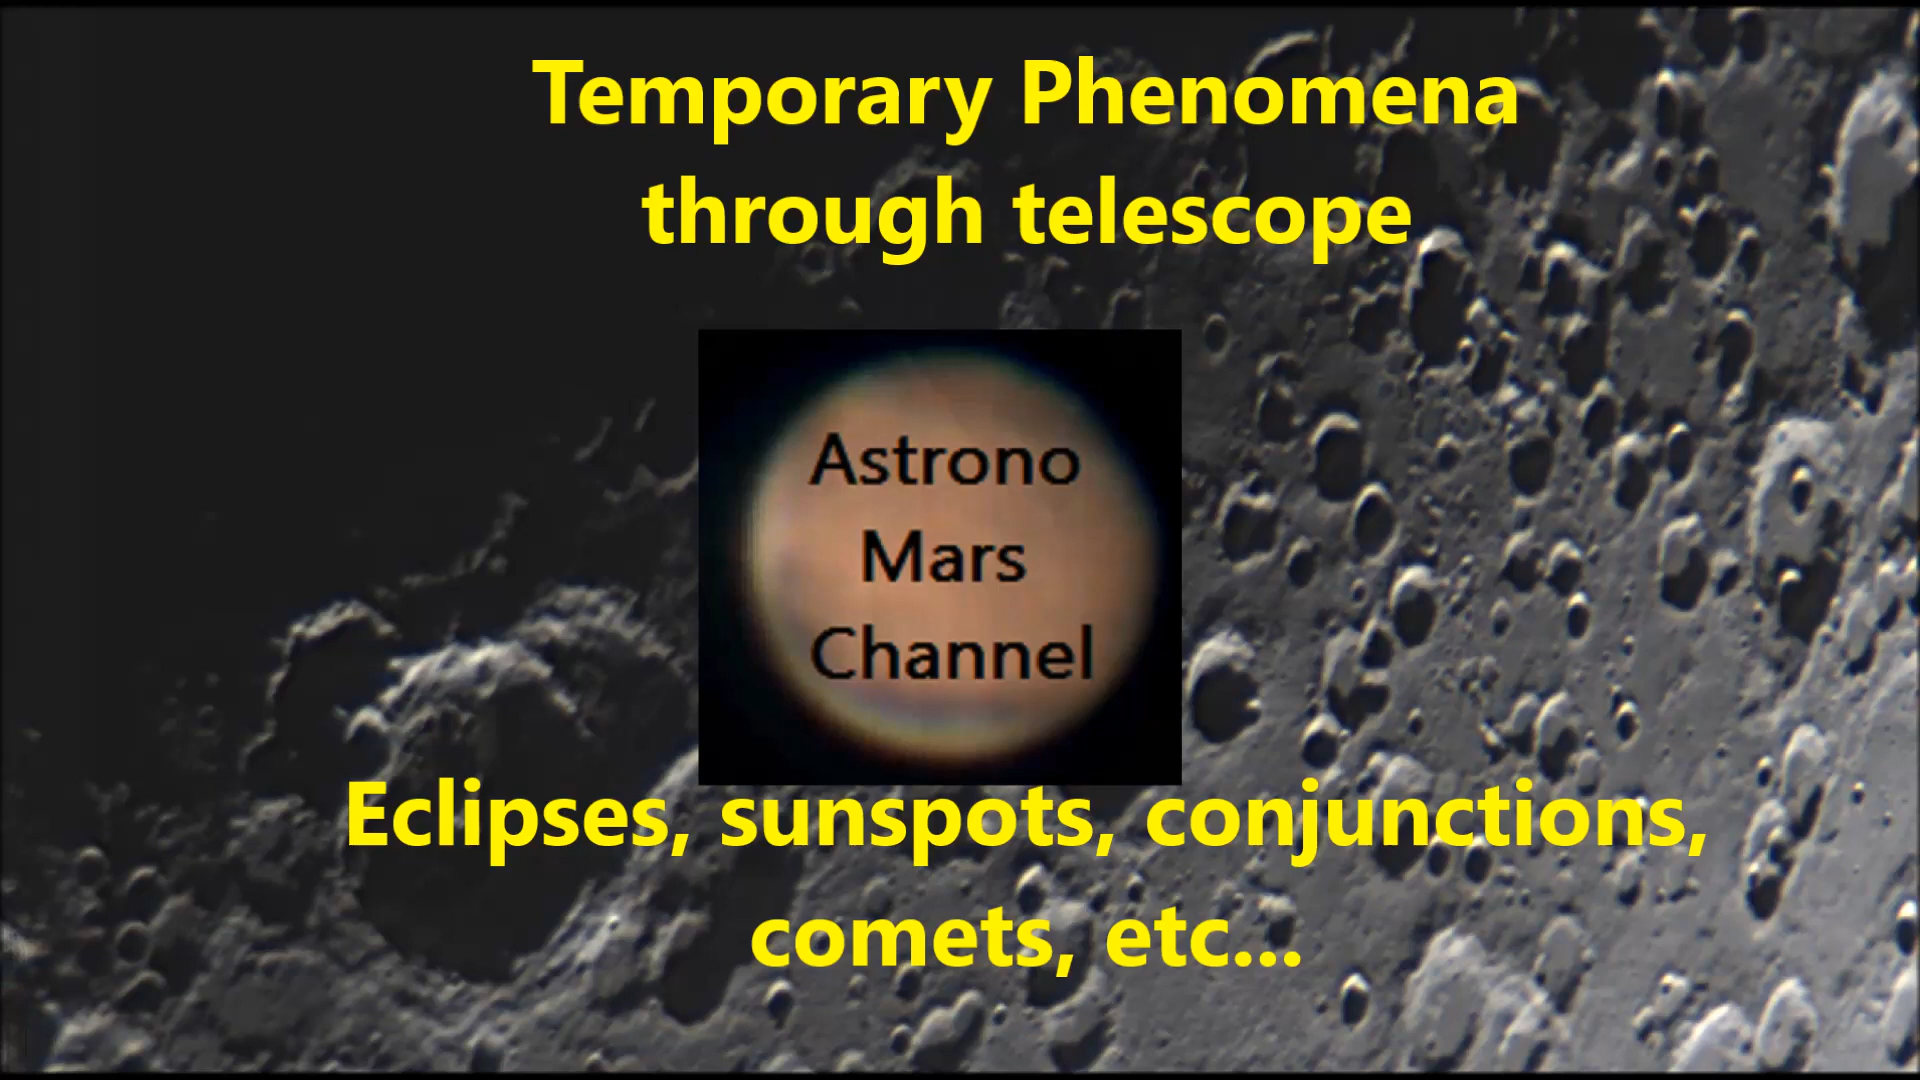 Temporary Phenomena
through telescope
Astrono
Mars
Channel
Eclipses, sunspots, conjunctions,
comets, etc...